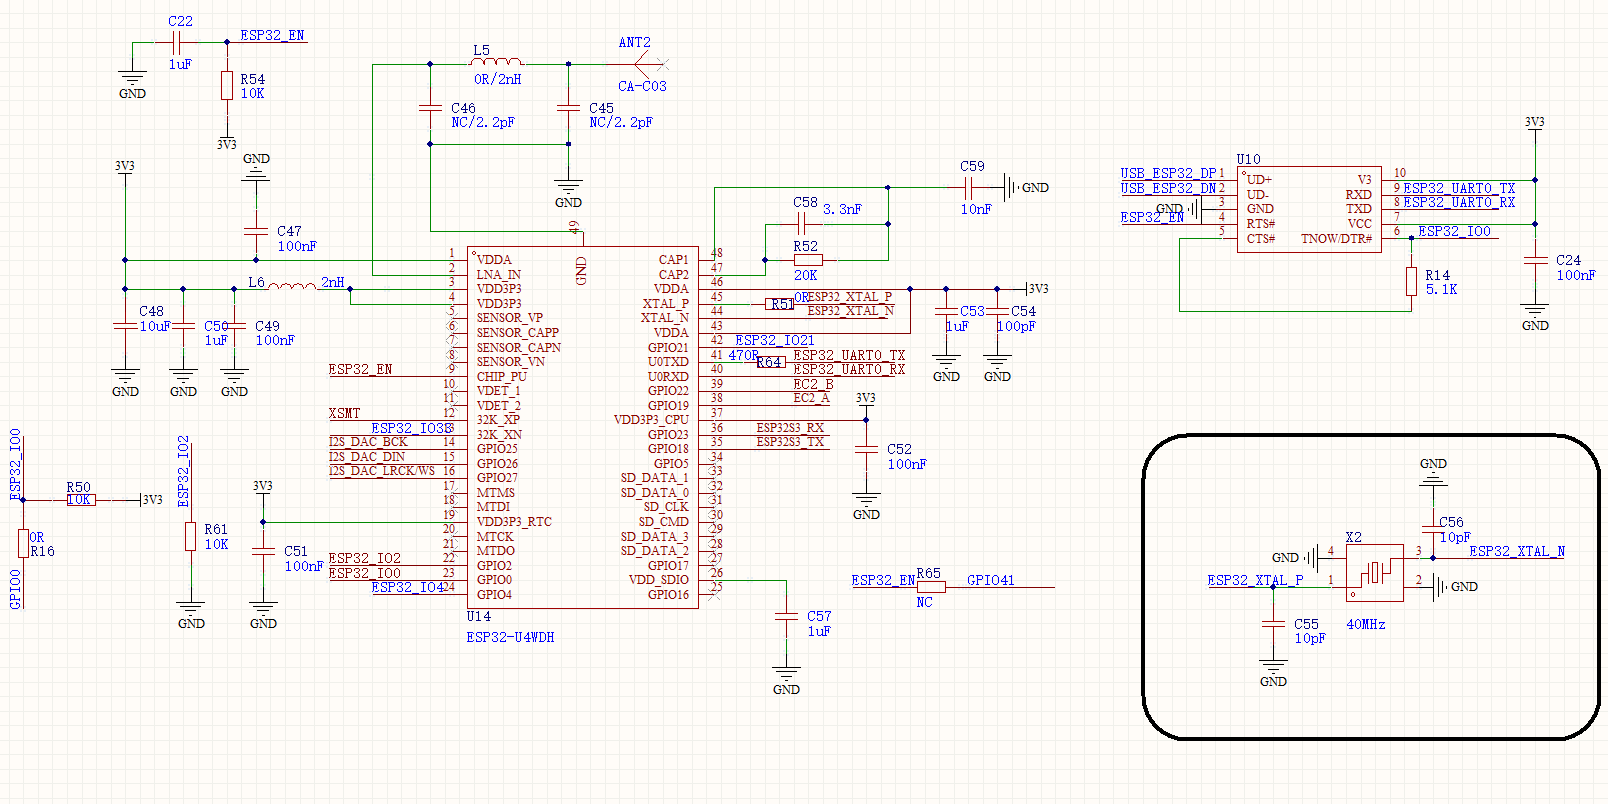 C22
1uF
GND
ESP32_EN
R54
10K
3V3
L5
0R/2nH
ANT2
CA-C03
C46
NC/2.2pF
C45
NC/2.2pF
GND
3V3
GND
C47
100nF
L6
2nH
C48
10uF
C50
1uF
C49
100nF
GND
GND
GND
49
GND
1 VDDA
2 LNA_IN
3 VDD3P3
4 VDD3P3
5 SENSOR_VP
6 SENSOR_CAPP
7 SENSOR_CAPN
8 SENSOR_VN
ESP32_EN 9 CHIP_PU
10 VDET_1
11 VDET_2
XSMT 12 32K_XP
ESP32_IO33 32K_XN
I2S_DAC_BCK 14 GPIO25
I2S_DAC_DIN 15 GPIO26
I2S_DAC_LRCK/WS 16 GPIO27
17 MTMS
18 MTDI
19 VDD3P3_RTC
20 MTCK
21 MTDO
ESP32_IO2 22 GPIO2
ESP32_IO0 23 GPIO0
ESP32_IO4 24 GPIO4
U14
ESP32-U4WDH
CAP1 48
CAP2 47
VDDA 46
XTAL_P 45 R51 0R ESP32_XTAL_P
XTAL_N 44 ESP32_XTAL_N
VDDA 43
GPIO21 42 ESP32_IO21
U0TXD 41 470R R64 ESP32_UART0_TX
U0RXD 40 ESP32_UART0_RX
GPIO22 39 EC2_B
GPIO19 38 EC2_A
VDD3P3_CPU 37
GPIO23 36 ESP32S3_RX
GPIO18 35 ESP32S3_TX
GPIO5 34
SD_DATA_1 33
SD_DATA_0 32
SD_CLK 31
SD_CMD 30
SD_DATA_3 29
SD_DATA_2 28
GPIO17 27
VDD_SDIO 26
GPIO16 25
C59
10nF
GND
C58
3.3nF
R52
20K
3V3
C53
1uF
C54
100pF
GND
GND
3V3
C52
100nF
GND
ESP32_IO0
R50
10K
3V3
0R
R16
GPIO0
ESP32_IO2
R61
10K
GND
3V3
C51
100nF
GND
C57
1uF
GND
ESP32_EN
R65
NC
GPIO41
3V3
U10
USB_ESP32_DP 1 UD+
USB_ESP32_DN 2 UD-
GND 3 GND
ESP32_EN 4 RTS#
5 CTS#
V3 10
RXD 9 ESP32_UART0_TX
TXD 8 ESP32_UART0_RX
VCC 7
TNOW/DTR# 6 ESP32_IO0
R14
5.1K
C24
100nF
GND
GND
C56
10pF
X2
GND 4
3 ESP32_XTAL_N
ESP32_XTAL_P 1
2 GND
C55
10pF
40MHz
GND